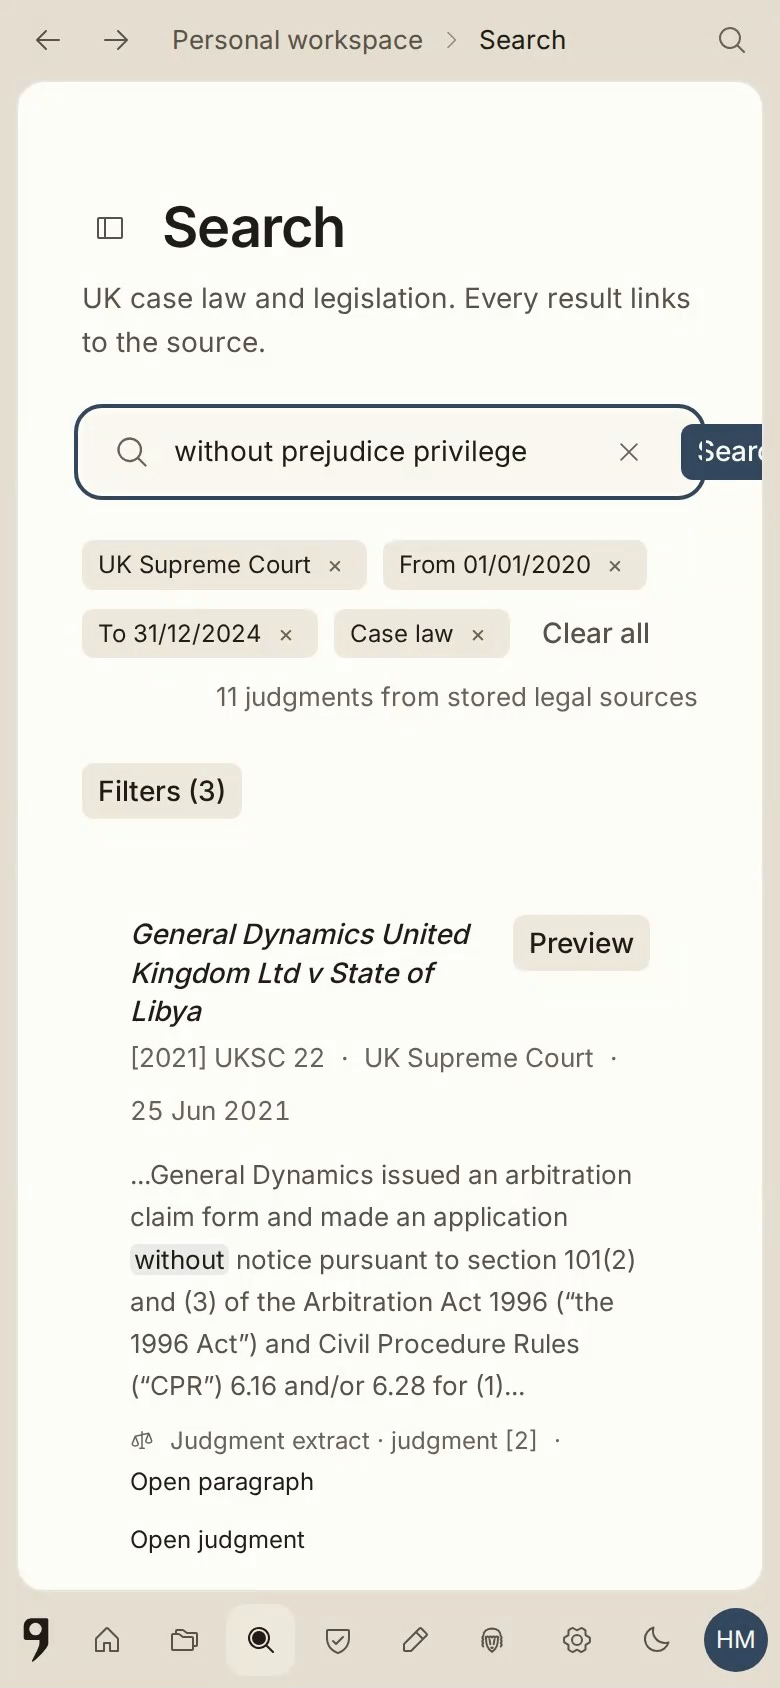 Personal workspace > Search
Search
UK case law and legislation. Every result links
to the source.
without prejudice privilege × Searc
UK Supreme Court × From 01/01/2020 ×
To 31/12/2024 × Case law × Clear all
11 judgments from stored legal sources
Filters (3)
General Dynamics United
Kingdom Ltd v State of
Libya
Preview
[2021] UKSC 22 · UK Supreme Court ·
25 Jun 2021
...General Dynamics issued an arbitration
claim form and made an application
without notice pursuant to section 101(2)
and (3) of the Arbitration Act 1996 (“the
1996 Act”) and Civil Procedure Rules
(“CPR”) 6.16 and/or 6.28 for (1)...
Judgment extract · judgment [2] ·
Open paragraph
Open judgment
HM